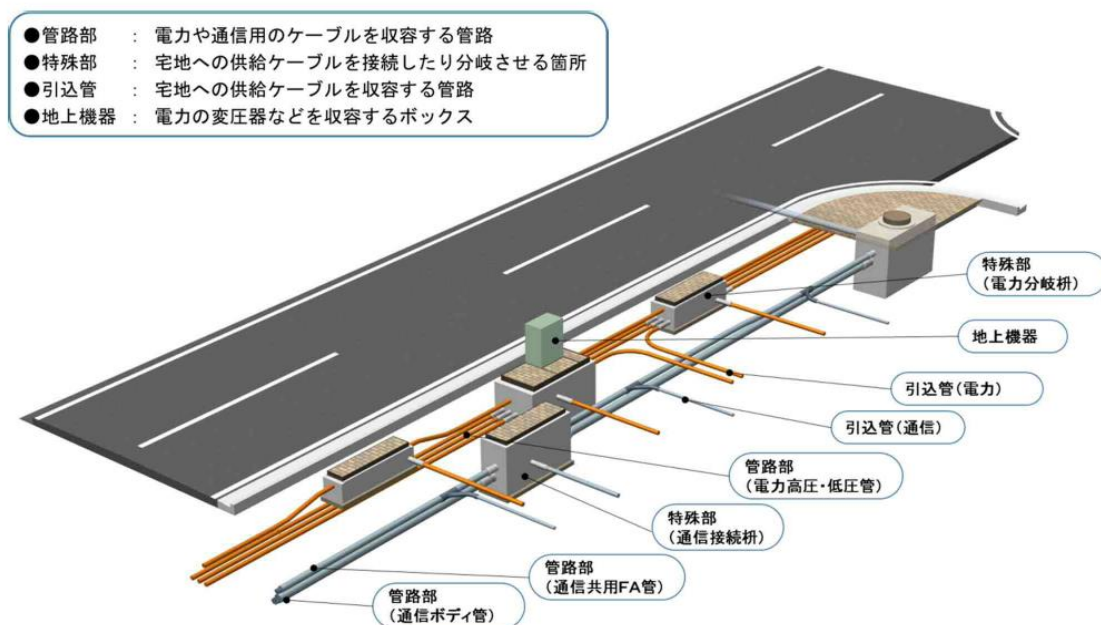 ●管路部 : 電力や通信用のケーブルを収容する管路
●特殊部 : 宅地への供給ケーブルを接続したり分岐させる箇所
●引込管 : 宅地への供給ケーブルを収容する管路
●地上機器 : 電力の変圧器などを収容するボックス
特殊部
(電力分岐枡)
地上機器
引込管(電力)
引込管(通信)
管路部
(電力高圧・低圧管)
特殊部
(通信接続枡)
管路部
(通信共用FA管)
管路部
(通信ボディ管)